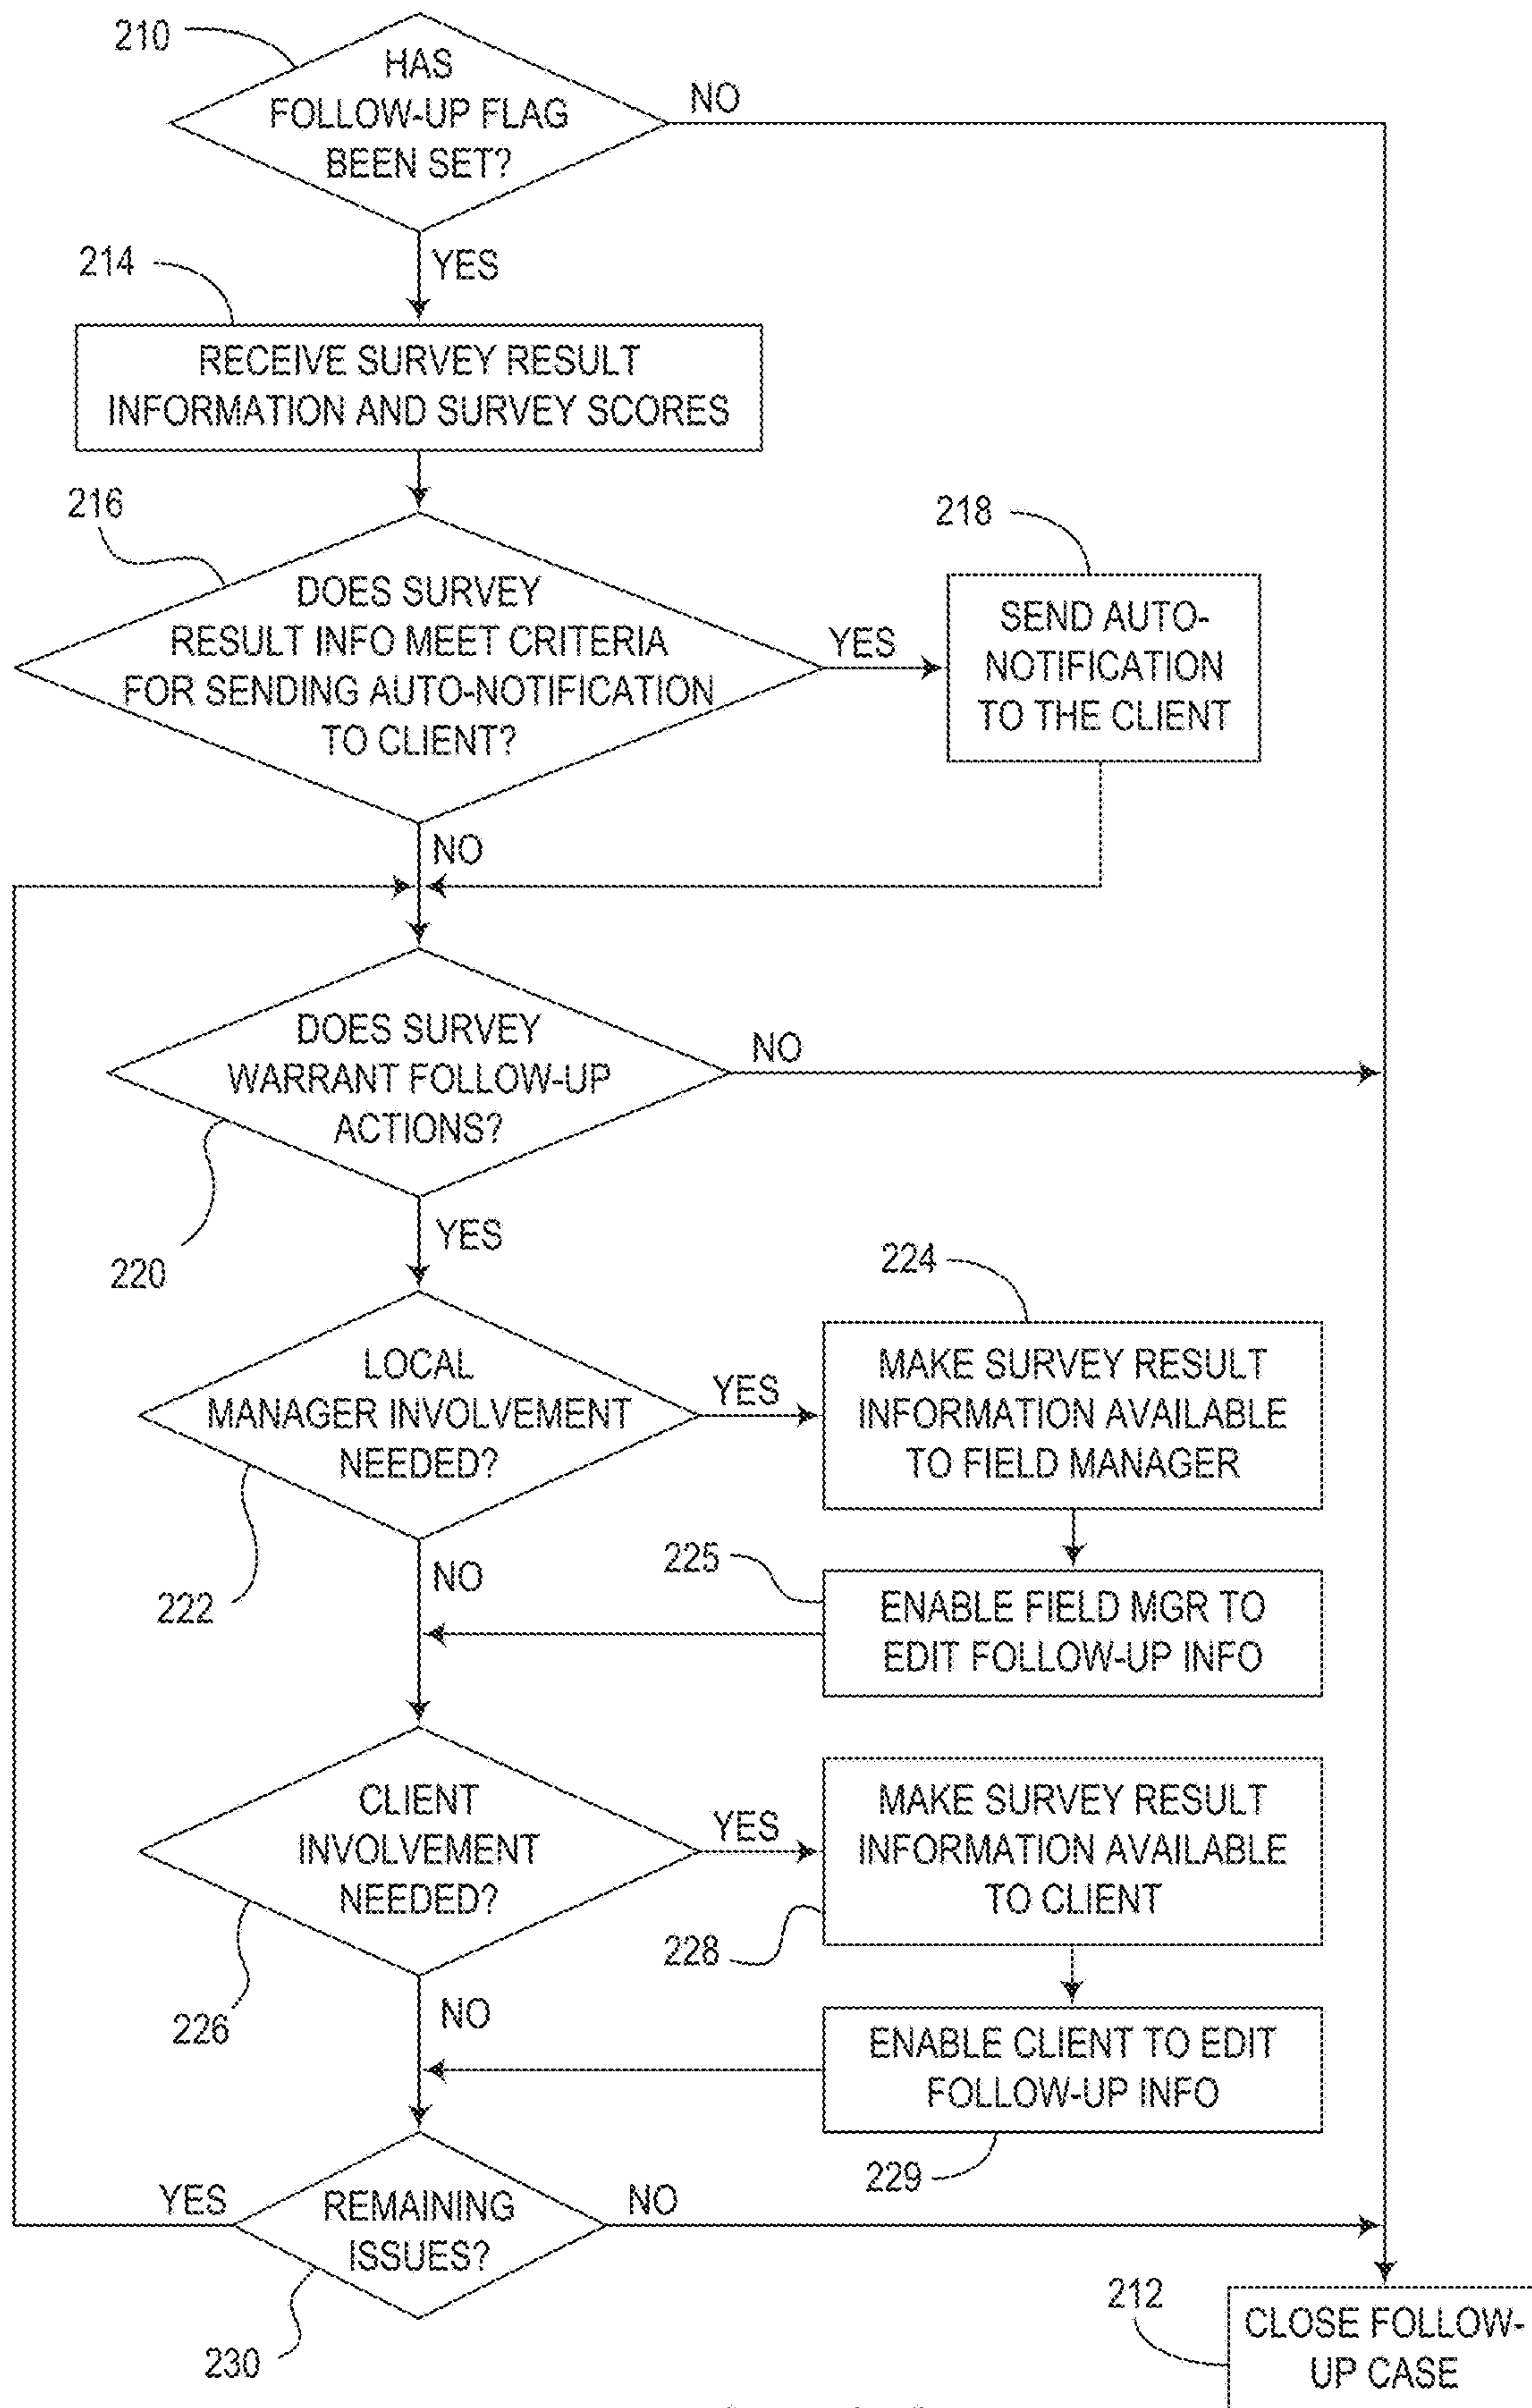 210
HAS
FOLLOW-UP FLAG
BEEN SET?
NO
YES
214
RECEIVE SURVEY RESULT
INFORMATION AND SURVEY SCORES
216
DOES SURVEY
RESULT INFO MEET CRITERIA
FOR SENDING AUTO-NOTIFICATION
TO CLIENT?
YES
218
SEND AUTO-
NOTIFICATION
TO THE CLIENT
NO
DOES SURVEY
WARRANT FOLLOW-UP
ACTIONS?
NO
220
YES
LOCAL
MANAGER INVOLVEMENT
NEEDED?
YES
224
MAKE SURVEY RESULT
INFORMATION AVAILABLE
TO FIELD MANAGER
222
NO
225
ENABLE FIELD MGR TO
EDIT FOLLOW-UP INFO
CLIENT
INVOLVEMENT
NEEDED?
YES
MAKE SURVEY RESULT
INFORMATION AVAILABLE
TO CLIENT
228
226
NO
ENABLE CLIENT TO EDIT
FOLLOW-UP INFO
229
YES
REMAINING
ISSUES?
NO
230
212
CLOSE FOLLOW-
UP CASE